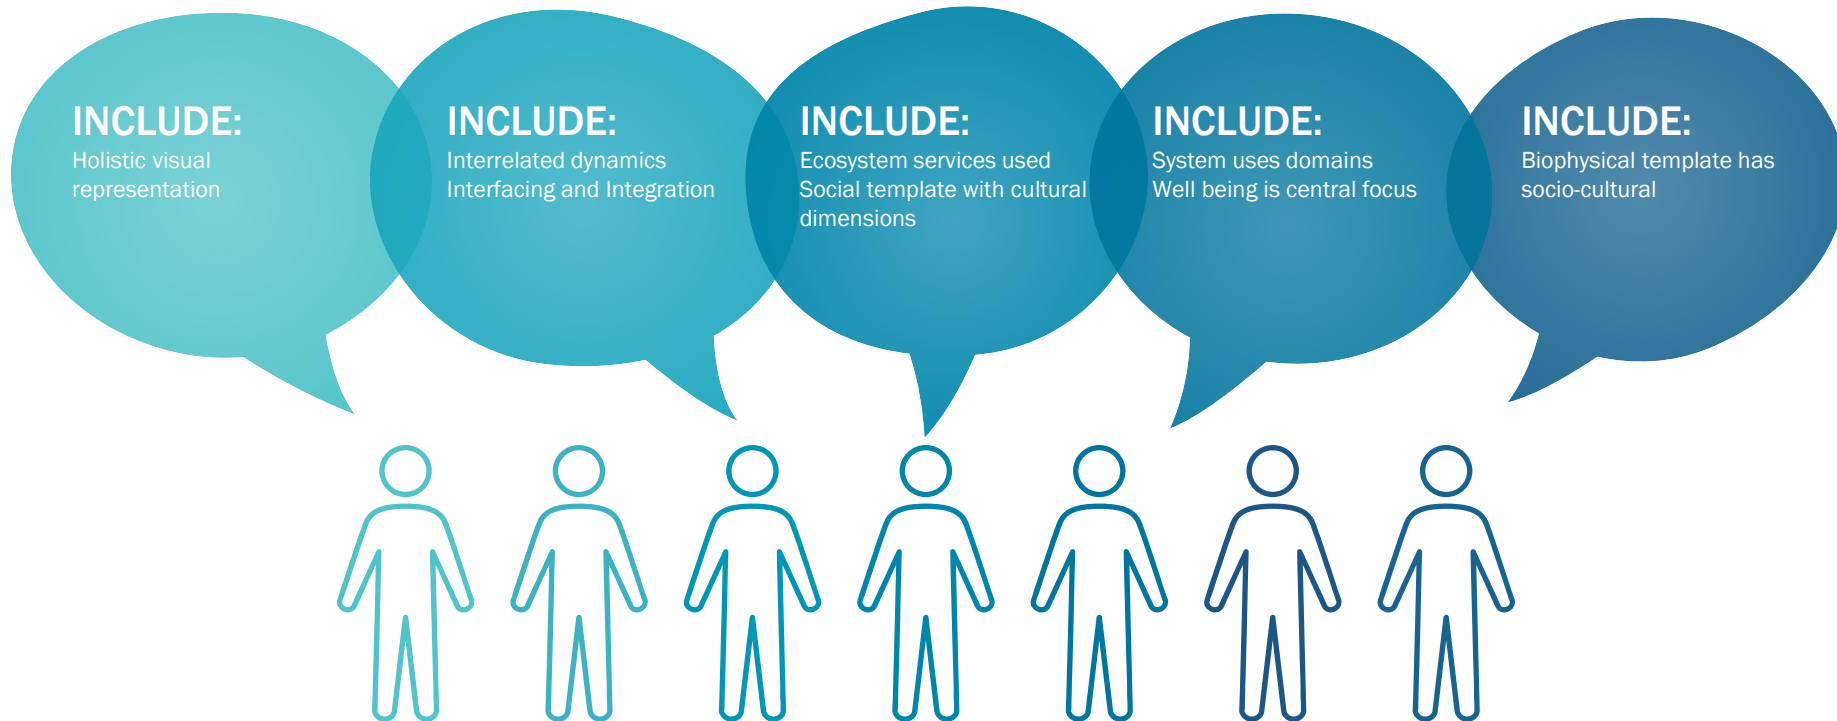 INCLUDE:
Holistic visual
representation
INCLUDE:
Interrelated dynamics
Interfacing and Integration
INCLUDE:
Ecosystem services used
Social template with cultural
dimensions
INCLUDE:
System uses domains
Well being is central focus
INCLUDE:
Biophysical template has
socio-cultural